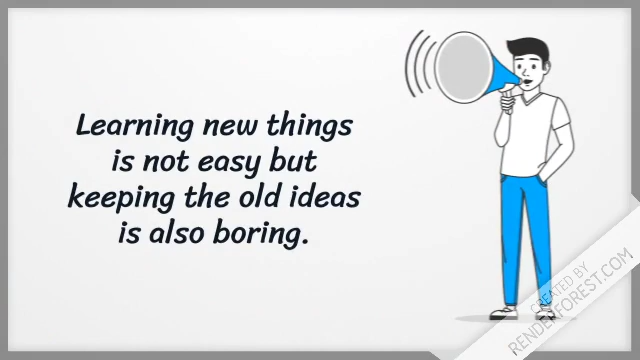 Learning new things
is not easy but
keeping the old ideas
is also boring.
CREATED BY
RENDERFOREST.COM